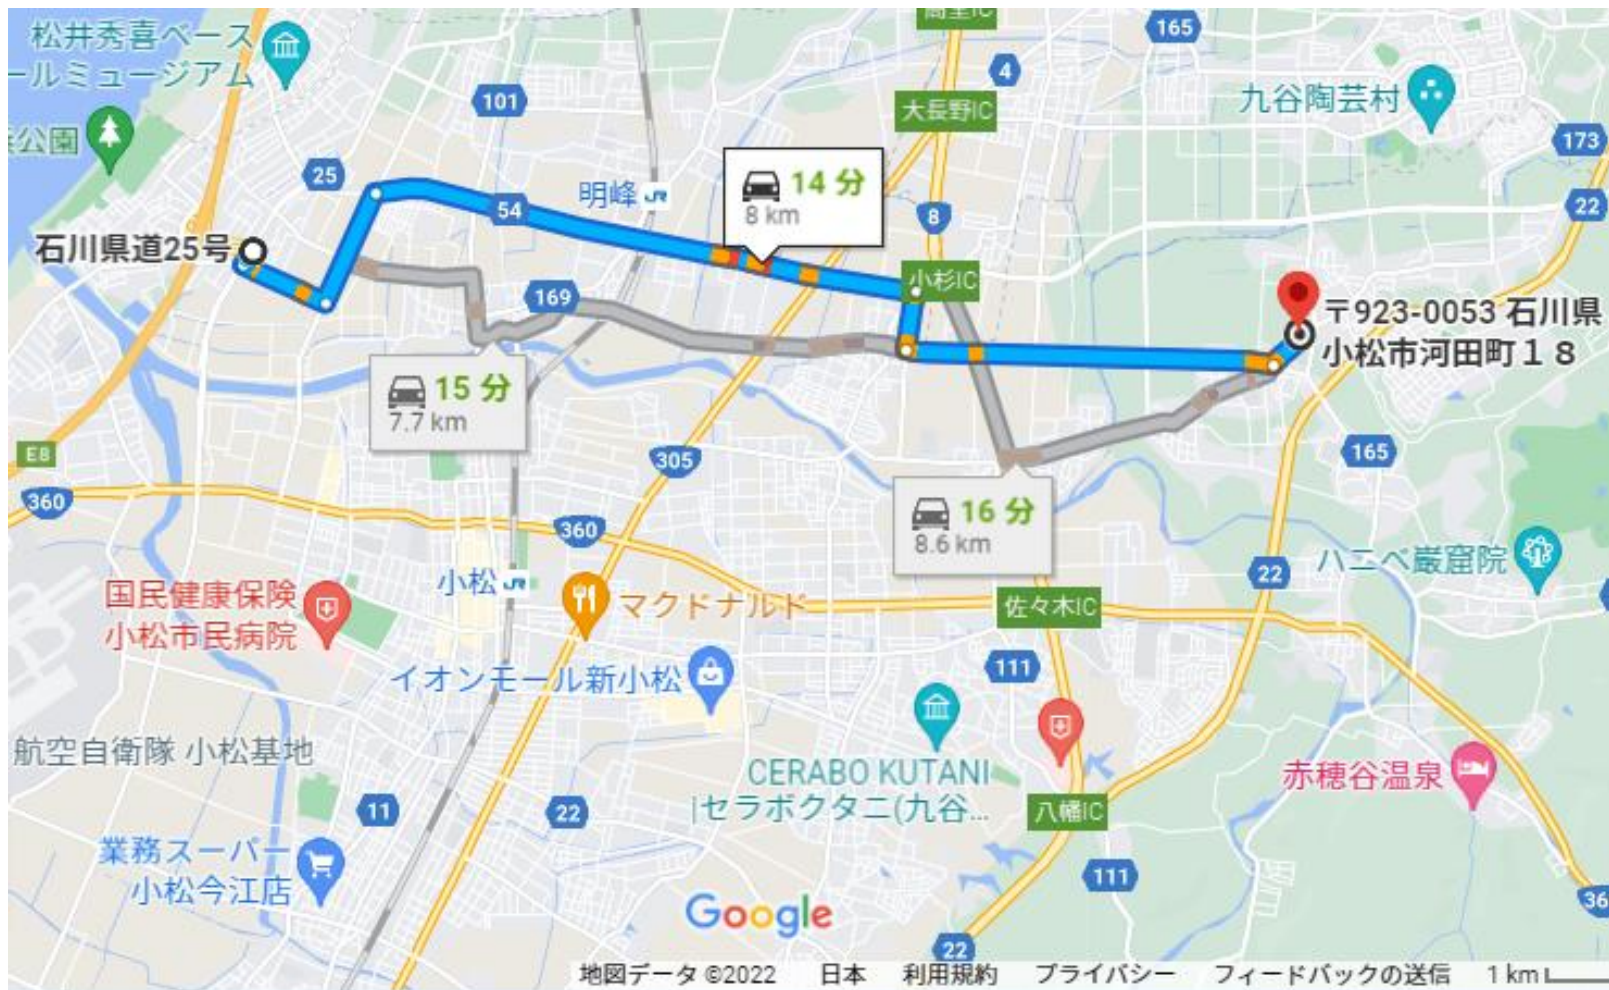 松井秀喜ベース
ールミュージアム
公園
101
165
4
大長野IC
九谷陶芸村
173
22
25
54
明峰 JR
14 分
8 km
8
石川県道25号
小杉IC
169
〒923-0053 石川県
小松市河田町１８
15 分
7.7 km
E8
360
305
165
16 分
8.6 km
360
小松 JR
22
ハニベ巌窟院
国民健康保険
小松市民病院
マクドナルド
佐々木IC
イオンモール新小松
111
航空自衛隊 小松基地
CERABO KUTANI
|セラボクタニ(九谷...
赤穂谷温泉
11
22
八幡IC
業務スーパー
小松今江店
111
36
Google
22
地図データ ©2022 日本 利用規約 プライバシー フィードバックの送信 1 km